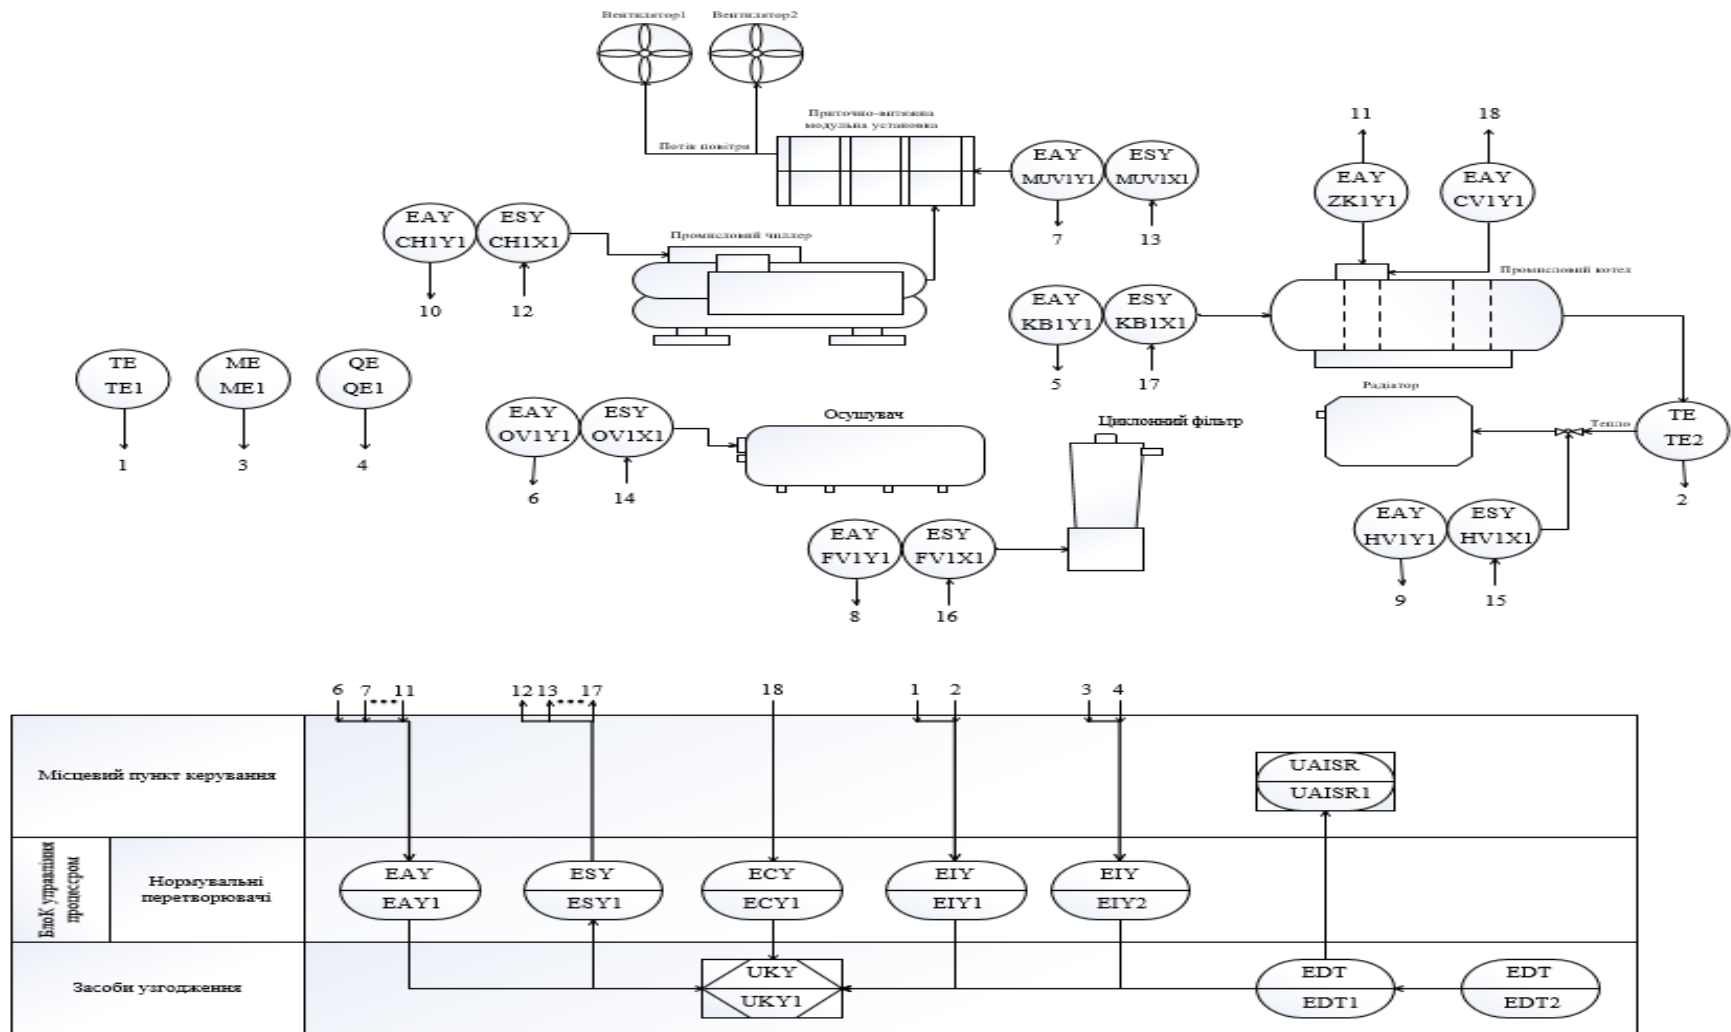 Вентилятор1
Вентилятор2
Приточно-витяжна
модульна установка
Потік повітря
EAY
MUV1Y1
ESY
MUV1X1
7
13
11
18
EAY
ZK1Y1
EAY
CV1Y1
EAY
CH1Y1
ESY
CH1X1
10
12
Промисловий чиллер
Промисловий котел
EAY
KB1Y1
ESY
KB1X1
5
17
TE
TE1
ME
ME1
QE
QE1
1
3
4
EAY
OV1Y1
ESY
OV1X1
6
14
Осушувач
Циклонний фільтр
Радіатор
Тепло
TE
TE2
2
EAY
FV1Y1
ESY
FV1X1
8
16
EAY
HV1Y1
ESY
HV1X1
9
15
6 7 11
12 13 17
18
1 2
3 4
Місцевий пункт керування
UAISR
UAISR1
БлоК управління
процессром
Нормувальні
перетворювачі
EAY
EAY1
ESY
ESY1
ECY
ECY1
EIY
EIY1
EIY
EIY2
Засоби узгодження
UKY
UKY1
EDT
EDT1
EDT
EDT2